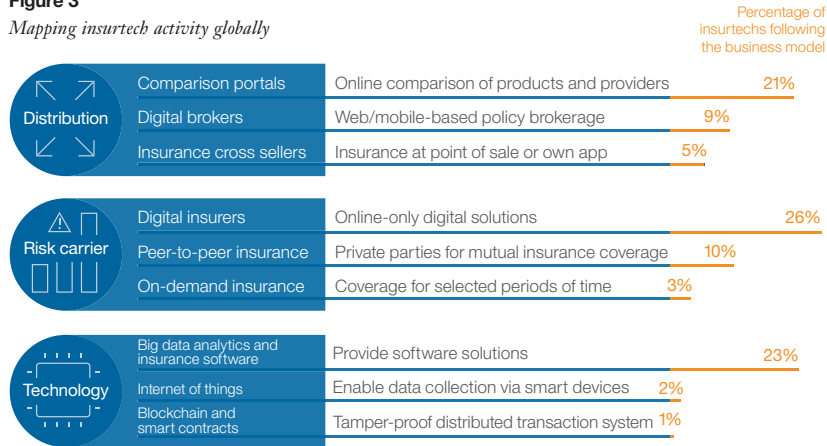 Figure 3
Mapping insurtech activity globally
Percentage of
insurtechs following
the business model
Distribution
Comparison portals Online comparison of products and providers 21%
Digital brokers Web/mobile-based policy brokerage 9%
Insurance cross sellers Insurance at point of sale or own app 5%
Risk carrier
Digital insurers Online-only digital solutions 26%
Peer-to-peer insurance Private parties for mutual insurance coverage 10%
On-demand insurance Coverage for selected periods of time 3%
Technology
Big data analytics and
insurance software Provide software solutions 23%
Internet of things Enable data collection via smart devices 2%
Blockchain and
smart contracts Tamper-proof distributed transaction system 1%